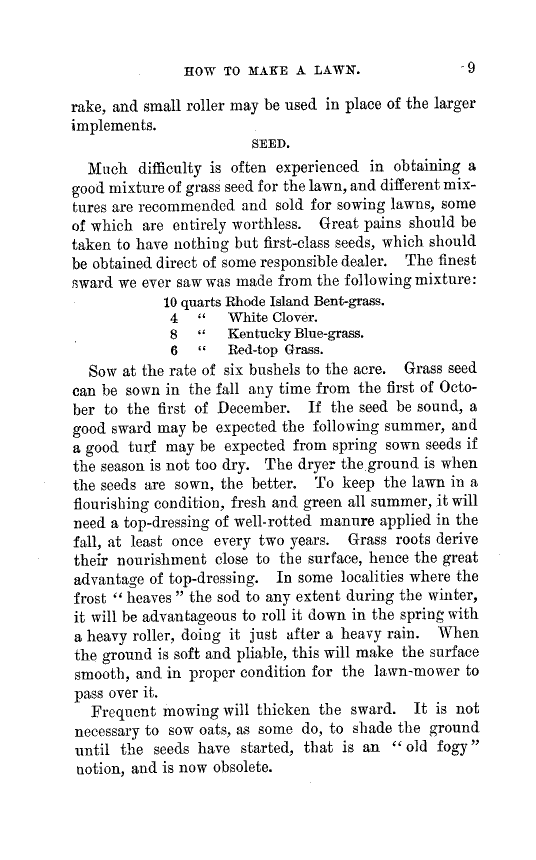 HOW TO MAKE A LAWN. 9
rake, and small roller may be used in place of the larger
implements.
SEED.
Much difficulty is often experienced in obtaining a
good mixture of grass seed for the lawn, and different mix-
tures are recommended and sold for sowing lawns, some
of which are entirely worthless. Great pains should be
taken to have nothing but first-class seeds, which should
be obtained direct of some responsible dealer. The finest
sward we ever saw was made from the following mixture:
10 quarts Rhode Island Bent-grass.
4 “ White Clover.
8 “ Kentucky Blue-grass.
6 “ Red-top Grass.
Sow at the rate of six bushels to the acre. Grass seed
can be sown in the fall any time from the first of Octo-
ber to the first of December. If the seed be sound, a
good sward may be expected the following summer, and
a good turf may be expected from spring sown seeds if
the season is not too dry. The dryer the ground is when
the seeds are sown, the better. To keep the lawn in a
flourishing condition, fresh and green all summer, it will
need a top-dressing of well-rotted manure applied in the
fall, at least once every two years. Grass roots derive
their nourishment close to the surface, hence the great
advantage of top-dressing. In some localities where the
frost “ heaves ” the sod to any extent during the winter,
it will be advantageous to roll it down in the spring with
a heavy roller, doing it just after a heavy rain. When
the ground is soft and pliable, this will make the surface
smooth, and in proper condition for the lawn-mower to
pass over it.
Frequent mowing will thicken the sward. It is not
necessary to sow oats, as some do, to shade the ground
until the seeds have started, that is an “ old fogy ”
notion, and is now obsolete.